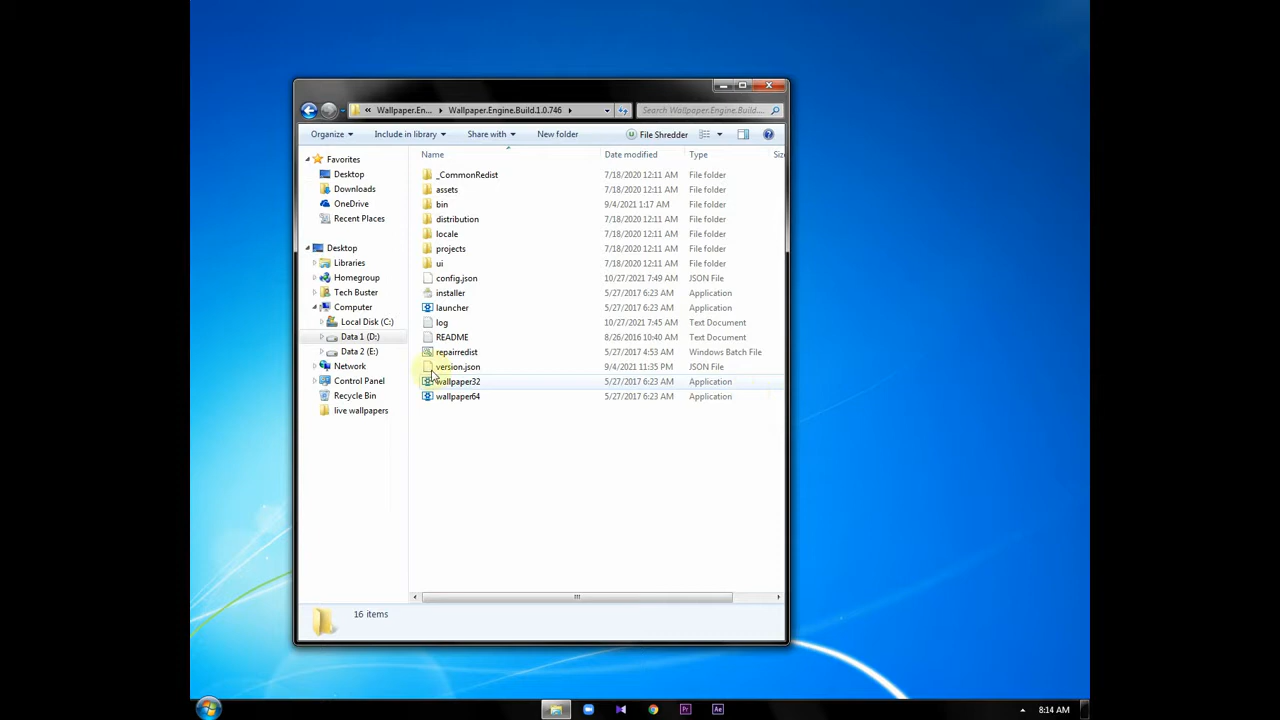 « Wallpaper.En... ▸ Wallpaper.Engine.Build.1.0.746 ▸ Search Wallpaper.Engine.Build...
Organize Include in library Share with New folder File Shredder
Name Date modified Type Siz
Favorites
Desktop
Downloads
OneDrive
Recent Places
Desktop
Libraries
Homegroup
Tech Buster
Computer
Local Disk (C:)
Data 1 (D:)
Data 2 (E:)
Network
Control Panel
Recycle Bin
live wallpapers
_CommonRedist 7/18/2020 12:11 AM File folder
assets 7/18/2020 12:11 AM File folder
bin 9/4/2021 1:17 AM File folder
distribution 7/18/2020 12:11 AM File folder
locale 7/18/2020 12:11 AM File folder
projects 7/18/2020 12:11 AM File folder
ui 7/18/2020 12:11 AM File folder
config.json 10/27/2021 7:49 AM JSON File
installer 5/27/2017 6:23 AM Application
launcher 5/27/2017 6:23 AM Application
log 10/27/2021 7:45 AM Text Document
README 8/26/2016 10:40 AM Text Document
repairredist 5/27/2017 4:53 AM Windows Batch File
version.json 9/4/2021 11:35 PM JSON File
wallpaper32 5/27/2017 6:23 AM Application
wallpaper64 5/27/2017 6:23 AM Application
16 items
Pr Ae 8:14 AM